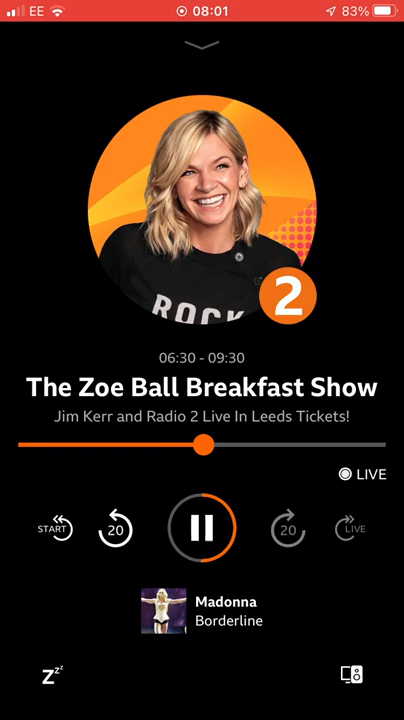 EE 08:01 83%
ROCK
2
06:30 - 09:30
The Zoe Ball Breakfast Show
Jim Kerr and Radio 2 Live In Leeds Tickets!
LIVE
START 20 20 LIVE
Madonna
Borderline
Zzz